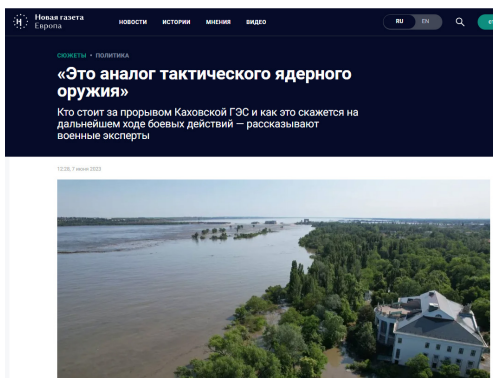 Новая газета
Европа
НОВОСТИ ИСТОРИИ МНЕНИЯ ВИДЕО
RU EN
СЮЖЕТЫ • ПОЛИТИКА
«Это аналог тактического ядерного
оружия»
Кто стоит за прорывом Каховской ГЭС и как это скажется на
дальнейшем ходе боевых действий — рассказывают
военные эксперты
12:28, 7 июня 2023